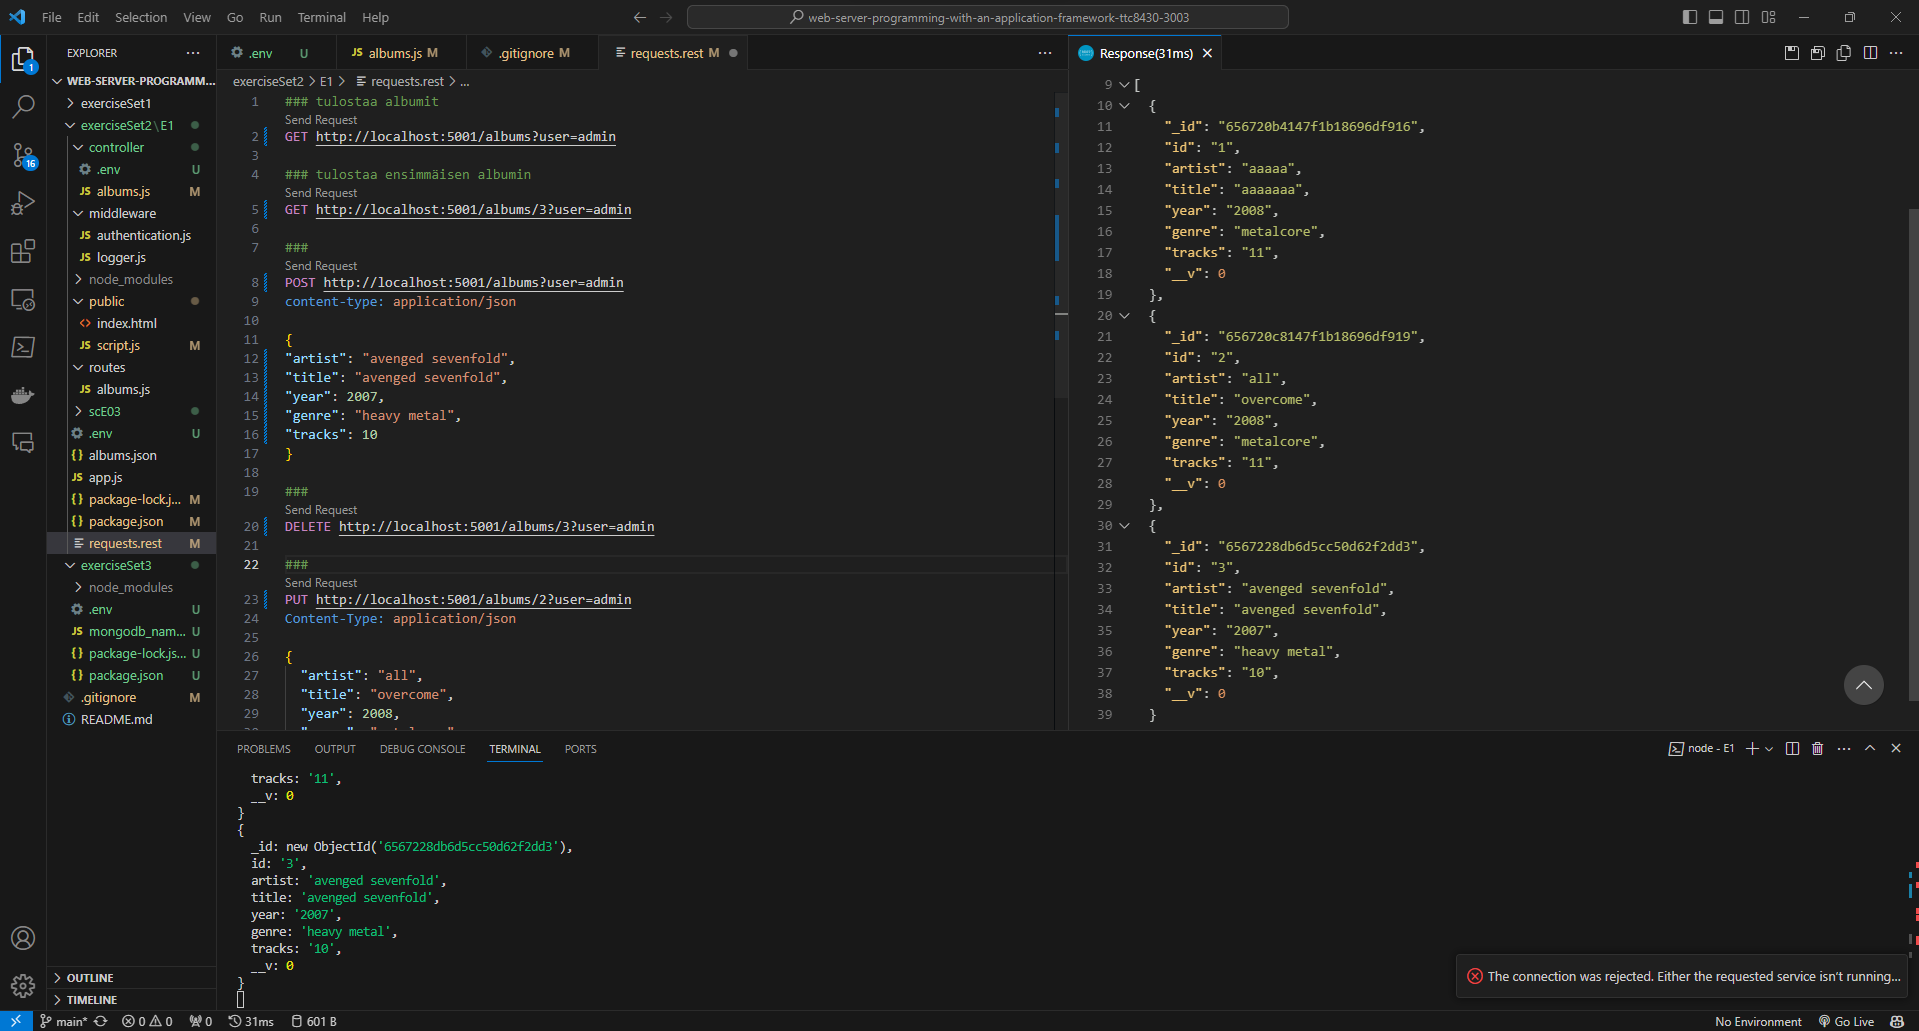 File Edit Selection View Go Run Terminal Help
web-server-programming-with-an-application-framework-ttc8430-3003
EXPLORER
WEB-SERVER-PROGRAMM...
exerciseSet1
exerciseSet2\E1
controller
.env U
albums.js M
middleware
authentication.js
logger.js
node_modules
public
index.html
script.js M
routes
albums.js
scE03
.env U
albums.json
app.js
package-lock.j... M
package.json M
requests.rest M
exerciseSet3
node_modules
.env U
mongodb_nam... U
package-lock.js... U
package.json U
.gitignore M
README.md
OUTLINE
TIMELINE
1
16
.env U
albums.js M
.gitignore M
requests.rest M
exerciseSet2 > E1 > requests.rest > ...
1 ### tulostaa albumit
Send Request
2 GET http://localhost:5001/albums?user=admin
3
4 ### tulostaa ensimmäisen albumin
Send Request
5 GET http://localhost:5001/albums/3?user=admin
6
7 ###
Send Request
8 POST http://localhost:5001/albums?user=admin
9 content-type: application/json
10
11 {
12 "artist": "avenged sevenfold",
13 "title": "avenged sevenfold",
14 "year": 2007,
15 "genre": "heavy metal",
16 "tracks": 10
17 }
18
19 ###
Send Request
20 DELETE http://localhost:5001/albums/3?user=admin
21
22 ###
Send Request
23 PUT http://localhost:5001/albums/2?user=admin
24 Content-Type: application/json
25
26 {
27 "artist": "all",
28 "title": "overcome",
29 "year": 2008,
Response(31ms)
9 [
10 {
11 "_id": "656720b4147f1b18696df916",
12 "id": "1",
13 "artist": "aaaaa",
14 "title": "aaaaaaa",
15 "year": "2008",
16 "genre": "metalcore",
17 "tracks": "11",
18 "__v": 0
19 },
20 {
21 "_id": "656720c8147f1b18696df919",
22 "id": "2",
23 "artist": "all",
24 "title": "overcome",
25 "year": "2008",
26 "genre": "metalcore",
27 "tracks": "11",
28 "__v": 0
29 },
30 {
31 "_id": "6567228db6d5cc50d62f2dd3",
32 "id": "3",
33 "artist": "avenged sevenfold",
34 "title": "avenged sevenfold",
35 "year": "2007",
36 "genre": "heavy metal",
37 "tracks": "10",
38 "__v": 0
39 }
PROBLEMS OUTPUT DEBUG CONSOLE TERMINAL PORTS
node - E1
tracks: '11',
__v: 0
}
{
_id: new ObjectId('6567228db6d5cc50d62f2dd3'),
id: '3',
artist: 'avenged sevenfold',
title: 'avenged sevenfold',
year: '2007',
genre: 'heavy metal',
tracks: '10',
__v: 0
}
The connection was rejected. Either the requested service isn't running...
main* 0 0 0 31ms 601 B
No Environment Go Live